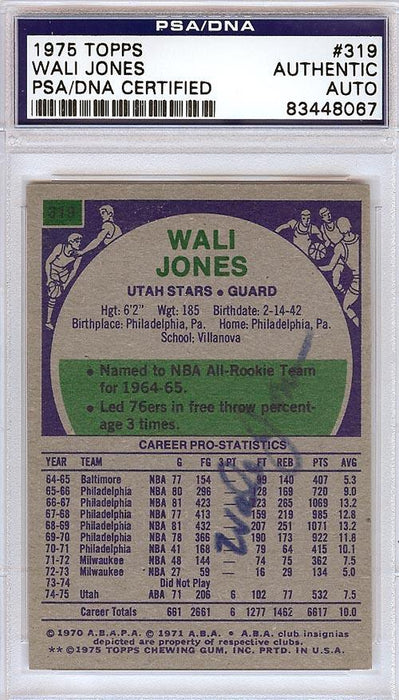 PSA/DNA
1975 TOPPS #319
WALI JONES AUTHENTIC
PSA/DNA CERTIFIED AUTO
83448067
319
WALI
JONES
UTAH STARS • GUARD
Hgt: 6'2" Wgt: 185 Birthdate: 2-14-42
Birthplace: Philadelphia, Pa. Home: Philadelphia, Pa.
School: Villanova
• Named to NBA All-Rookie Team
for 1964-65.
• Led 76ers in free throw percent-
age 3 times.
CAREER PRO-STATISTICS
YEAR TEAM G FG 3 PT FT REB PTS AVG
64-65 Baltimore NBA 77 154 99 140 407 5.3
65-66 Philadelphia NBA 80 296 128 169 720 9.0
66-67 Philadelphia NBA 81 423 223 265 1069 13.2
67-68 Philadelphia NBA 77 413 159 219 985 12.8
68-69 Philadelphia NBA 81 432 207 251 1071 13.2
69-70 Philadelphia NBA 78 366 190 173 922 11.8
70-71 Philadelphia NBA 41 168 79 64 415 10.1
71-72 Milwaukee NBA 48 144 74 75 362 7.5
72-73 Milwaukee NBA 27 59 16 29 134 5.0
73-74 Did Not Play
74-75 Utah ABA 71 206 6 102 77 532 7.5
Career Totals 661 2661 6 1277 1462 6617 10.0
© 1970 A.B.A.P.A. © 1971 A.B.A. • A.B.A. club insignias
depicted are property of respective clubs.
** © 1975 TOPPS CHEWING GUM, INC. PRTD. IN U.S.A.
Wali Jones